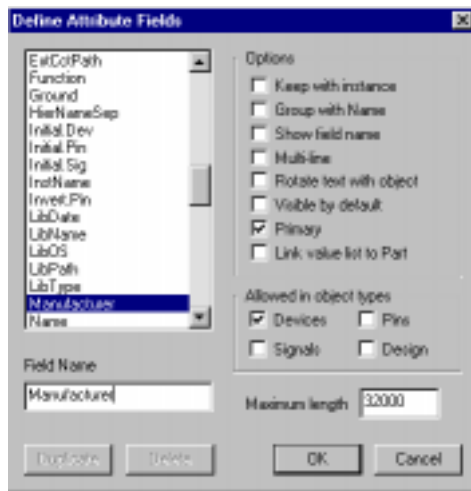 Define Attribute Fields
ExtCctPath
Function
Ground
HierNameSep
Initial.Dev
Initial.Pin
Initial.Sig
InstName
Invert.Pin
LibDate
LibName
LibOS
LibPath
LibType
Manufacturer
Name
Field Name
Manufacturer
Duplicate
Delete
Options
Keep with instance
Group with Name
Show field name
Multi-line
Rotate text with object
Visible by default
Primary
Link value list to Part
Allowed in object types
Devices
Pins
Signals
Design
Maximum length 32000
OK
Cancel